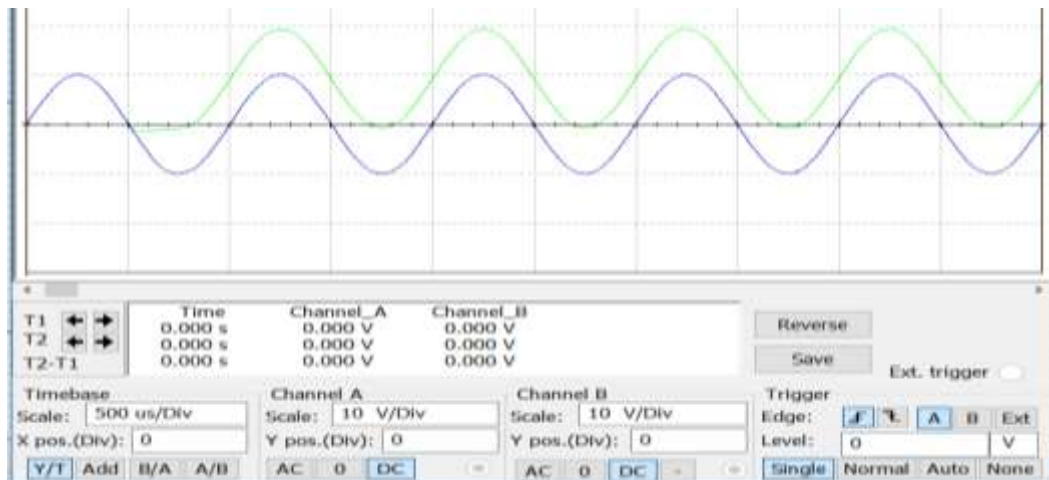 Time Channel_A Channel_B
T1 0.000 s 0.000 V 0.000 V
T2 0.000 s 0.000 V 0.000 V
T2-T1 0.000 s 0.000 V 0.000 V
Reverse
Save
Ext. trigger
Timebase
Scale: 500 us/Div
X pos.(Div): 0
Y/T Add B/A A/B
Channel A
Scale: 10 V/Div
Y pos.(Div): 0
AC 0 DC
Channel B
Scale: 10 V/Div
Y pos.(Div): 0
AC 0 DC -
Trigger
Edge: A B Ext
Level: 0 V
Single Normal Auto None